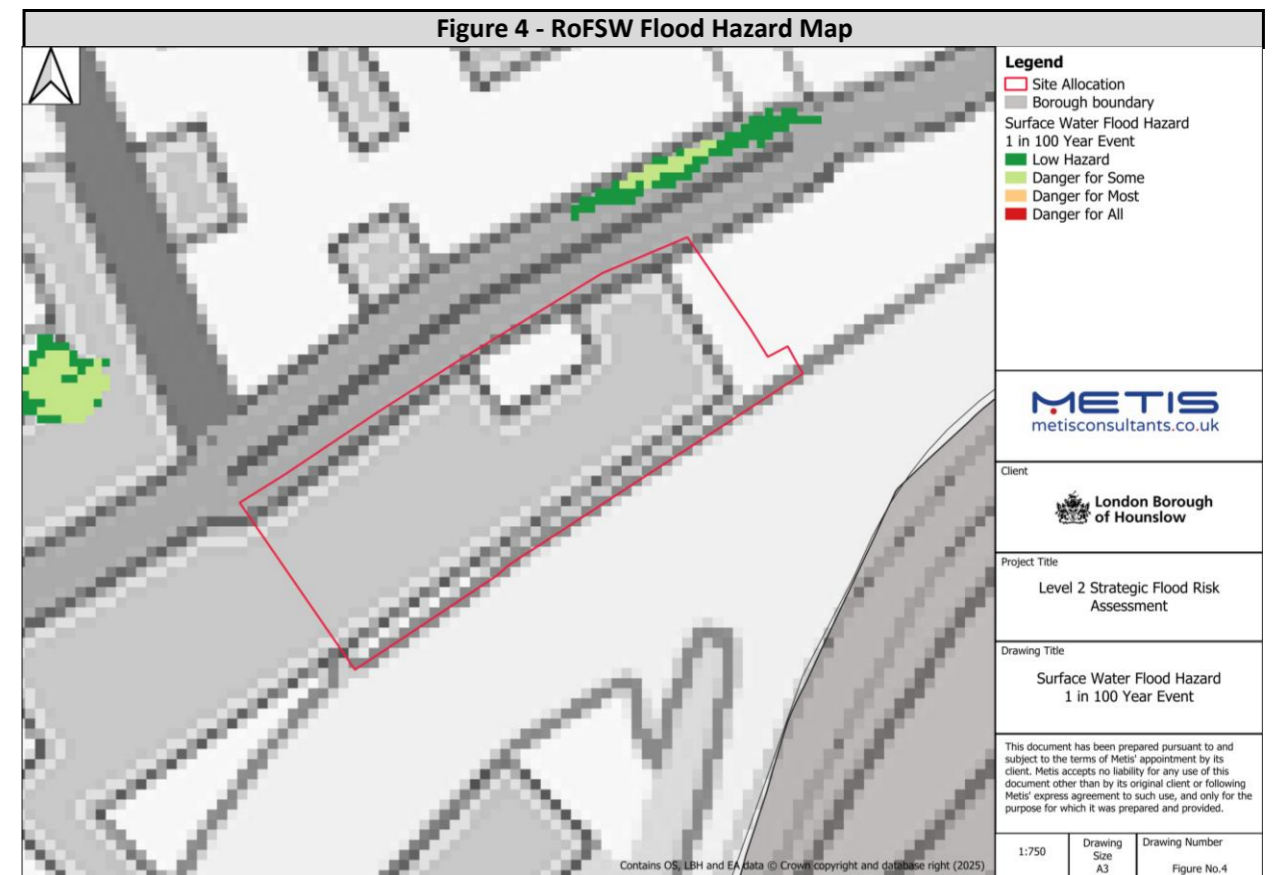 Figure 4 - RoFSW Flood Hazard Map
Legend
Site Allocation
Borough boundary
Surface Water Flood Hazard
1 in 100 Year Event
Low Hazard
Danger for Some
Danger for Most
Danger for All
METIS
metisconsultants.co.uk
Client
London Borough
of Hounslow
Project Title
Level 2 Strategic Flood Risk
Assessment
Drawing Title
Surface Water Flood Hazard
1 in 100 Year Event
This document has been prepared pursuant to and
subject to the terms of Metis' appointment by its
client. Metis accepts no liability for any use of this
document other than by its original client or following
Metis' express agreement to such use, and only for the
purpose for which it was prepared and provided.
1:750
Drawing
Size
A3
Drawing Number
Figure No.4
Contains OS, LBH and EA data © Crown copyright and database right (2025)